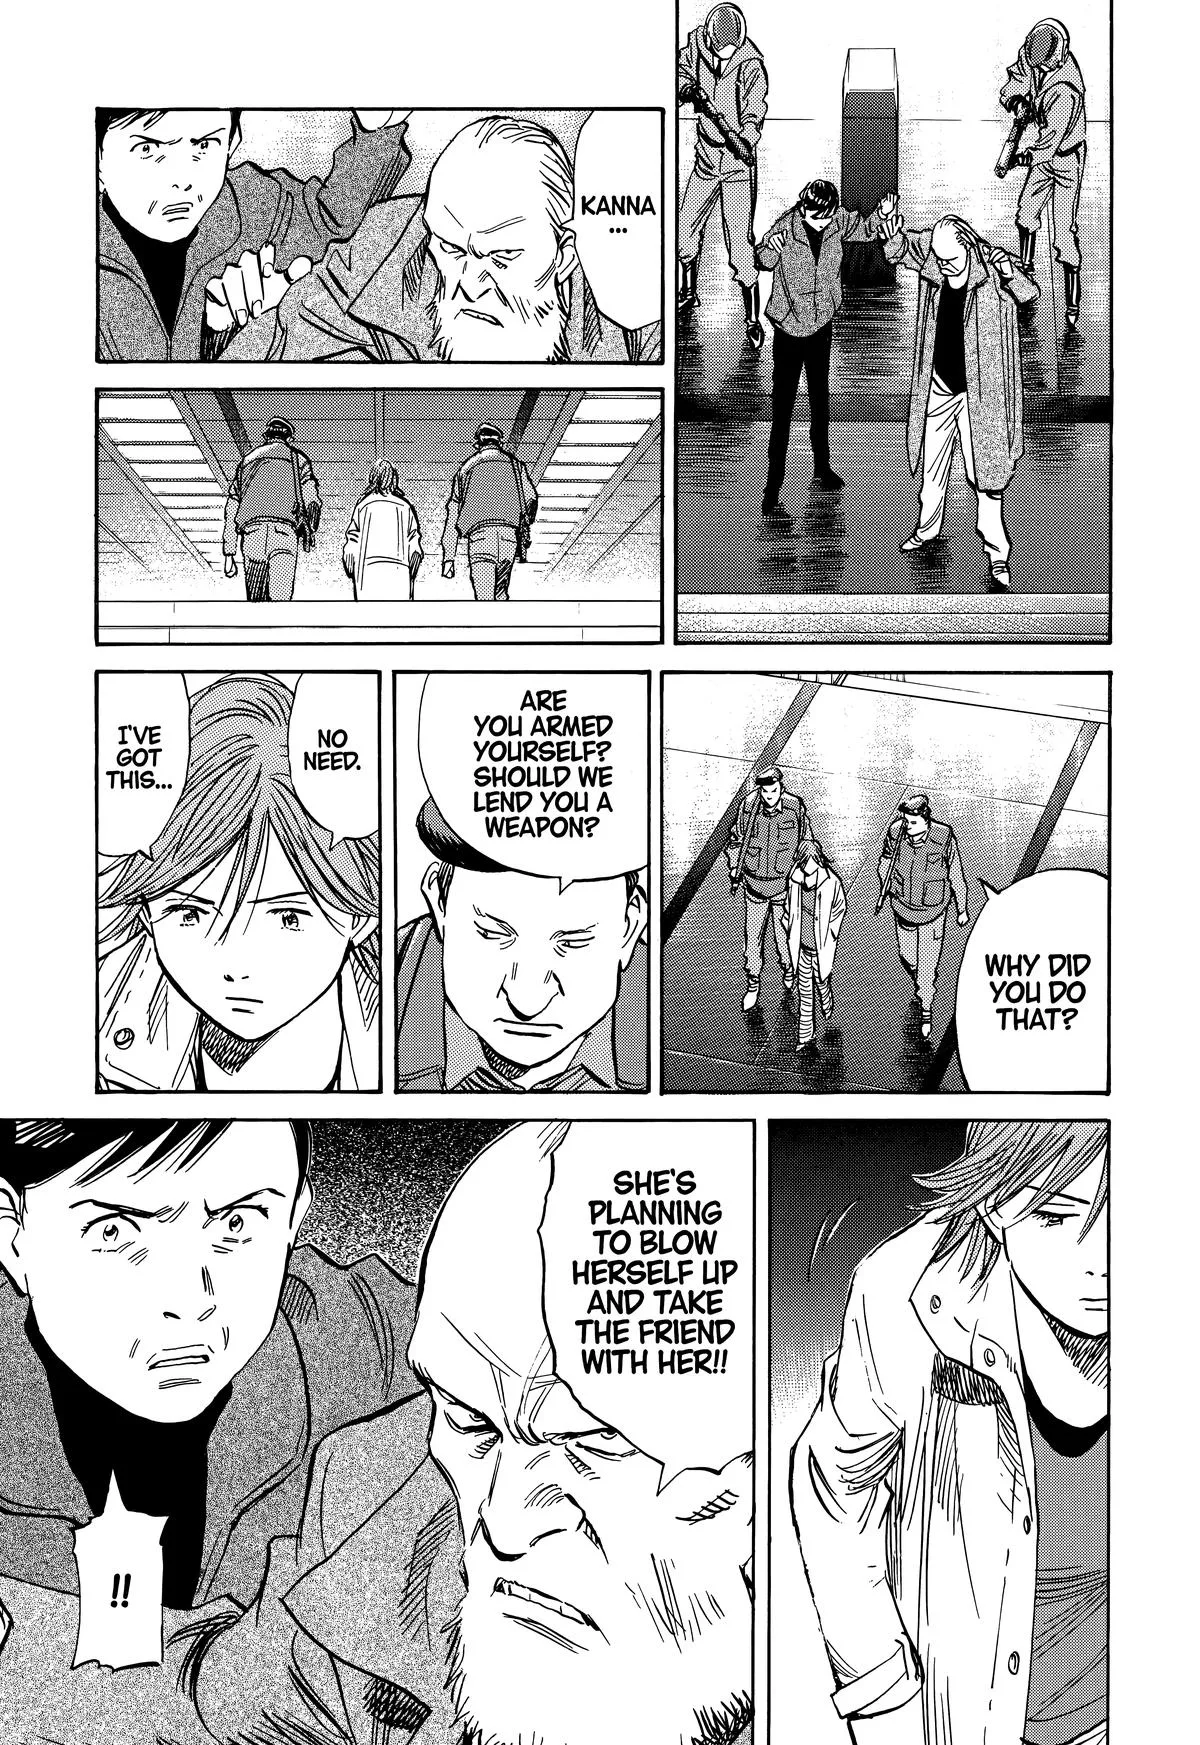 KANNA
...
WHY DID
YOU DO
THAT?
ARE
YOU ARMED
YOURSELF?
SHOULD WE
LEND YOU A
WEAPON?
NO
NEED.
I'VE
GOT
THIS...
SHE'S
PLANNING
TO BLOW
HERSELF UP
AND TAKE
THE FRIEND
WITH HER!!
!!